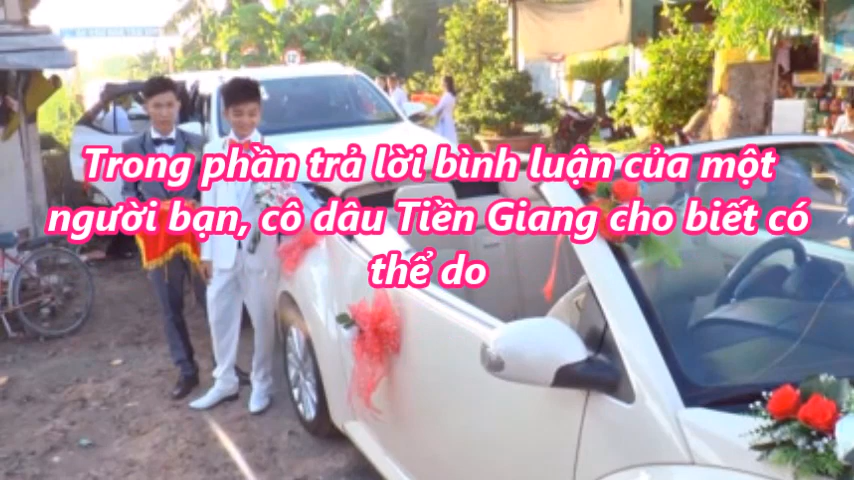 Trong phần trả lời bình luận của một
người bạn, cô dâu Tiền Giang cho biết có
thể do